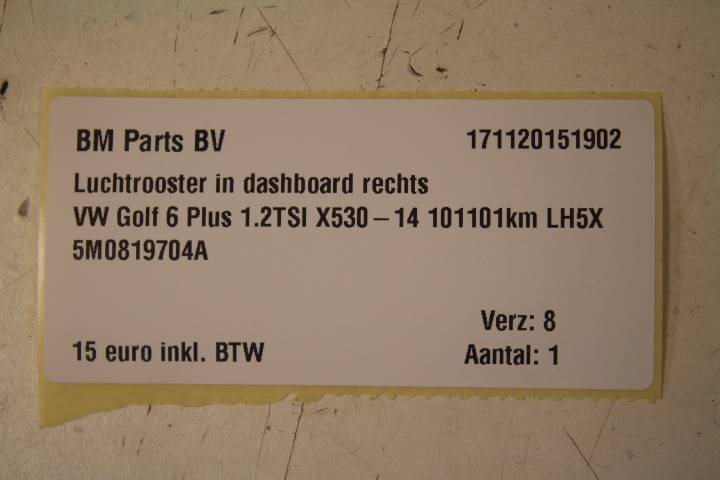 BM Parts BV 171120151902
Luchtrooster in dashboard rechts
VW Golf 6 Plus 1.2TSI X530-14 101101km LH5X
5M0819704A
Verz: 8
15 euro inkl. BTW Aantal: 1